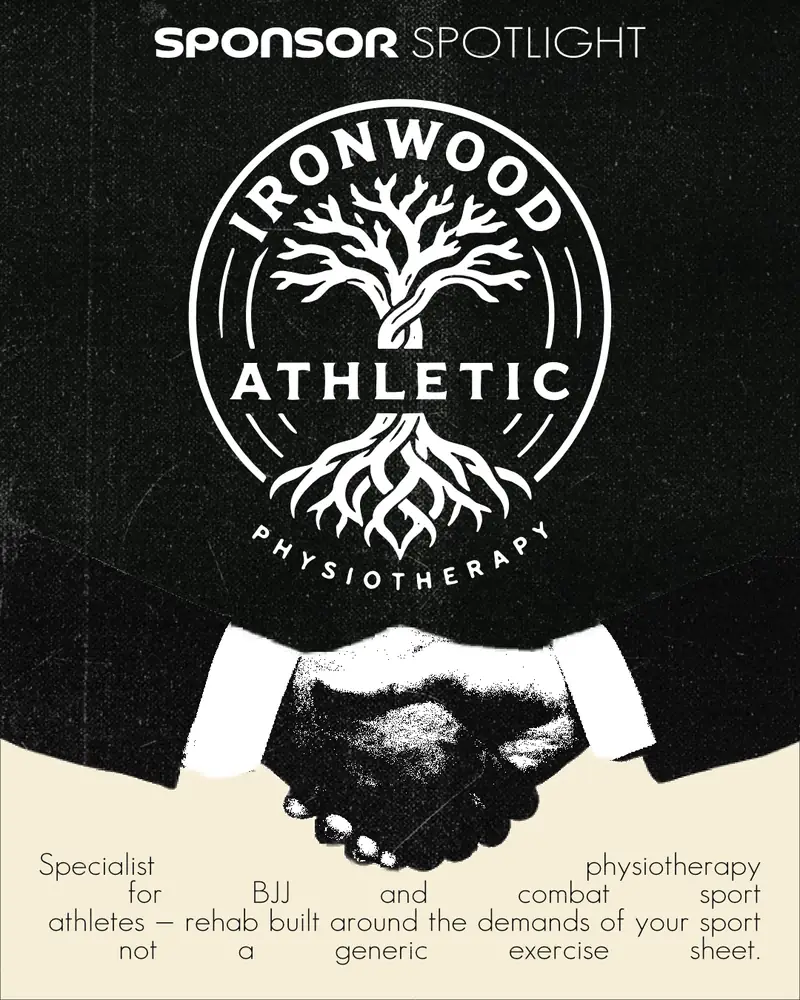 SPONSOR SPOTLIGHT
IRONWOOD
ATHLETIC
PHYSIOTHERAPY
Specialist physiotherapy
for BJJ and combat sport
athletes – rehab built around the demands of your sport
not a generic exercise sheet.